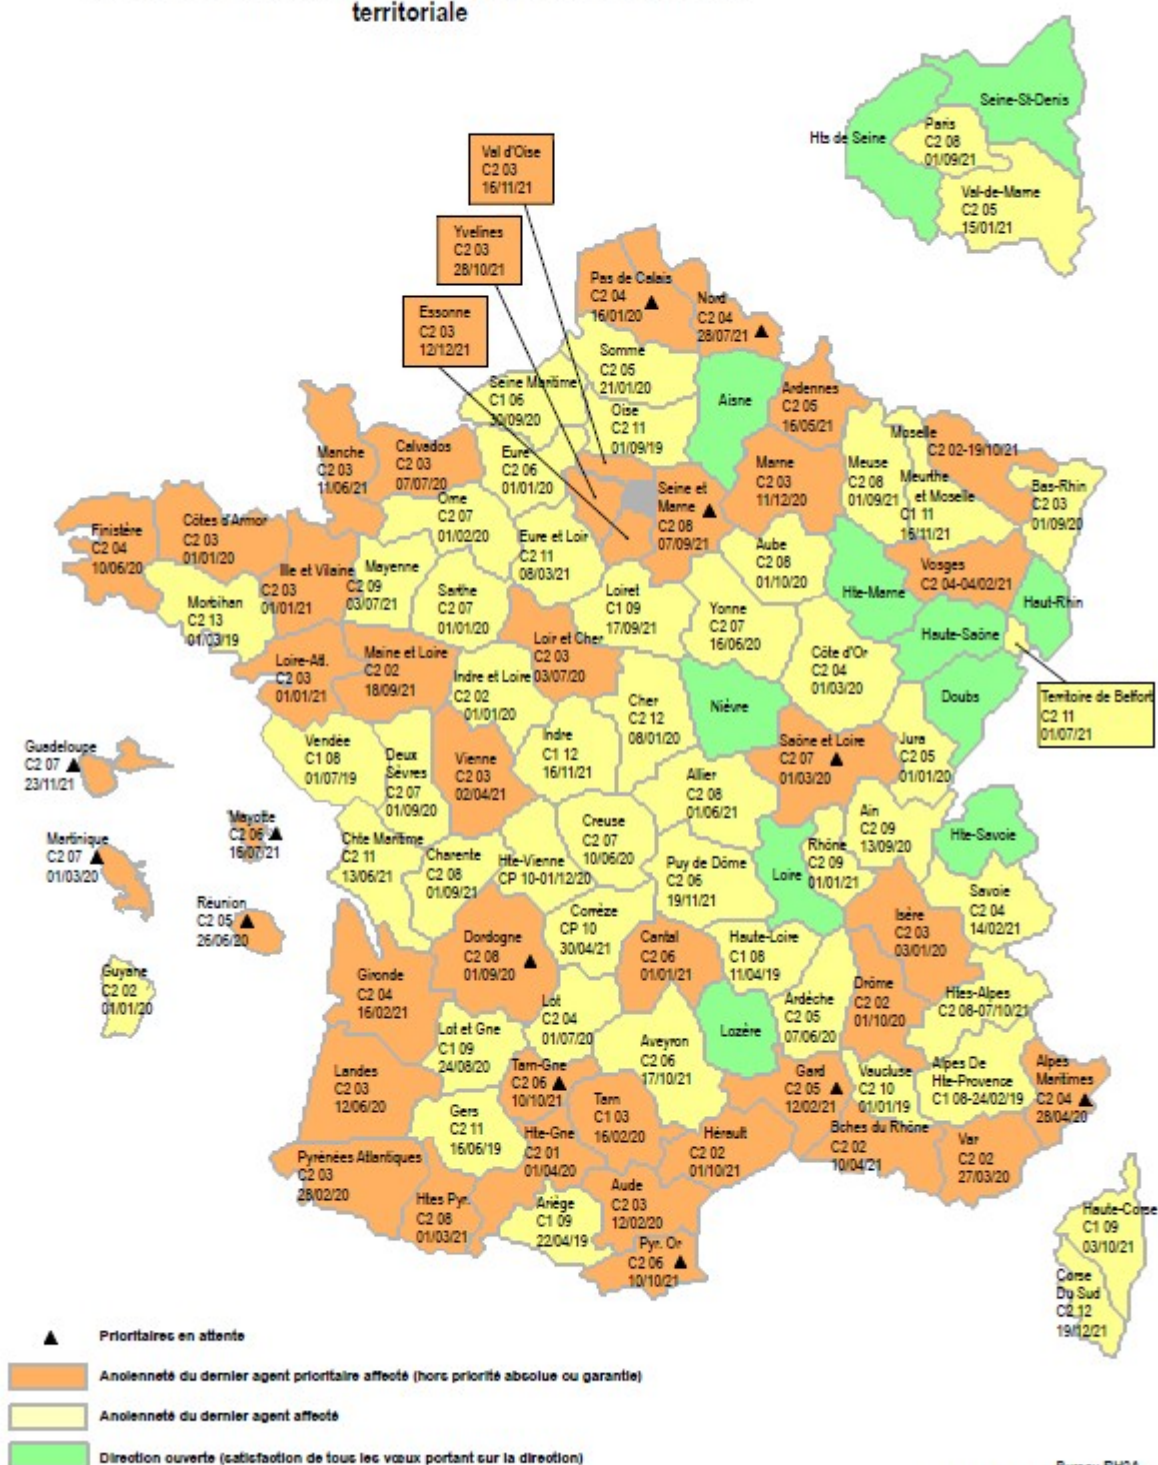 territoriale
Seine-St-Denis
Hts de Seine
Paris
C2 08
01/09/21
Val-de-Marne
C2 05
15/01/21
Val d'Oise
C2 03
16/11/21
Yvelines
C2 03
28/10/21
Essonne
C2 03
12/12/21
Pas de Calais
C2 04
16/01/20
Nord
C2 04
28/07/21
Somme
C2 05
21/01/20
Seine Maritime
C1 06
30/09/20
Oise
C2 11
01/09/19
Aisne
Ardennes
C2 05
16/05/21
Manche
C2 03
11/06/21
Calvados
C2 03
07/07/20
Eure
C2 06
01/01/20
Seine et
Marne
C2 08
07/09/21
Marne
C2 03
11/12/20
Meuse
C2 08
01/09/21
Moselle
C2 02-19/10/21
Meurthe
et Moselle
C1 11
16/11/21
Bas-Rhin
C2 03
01/09/20
Finistère
C2 04
10/06/20
Côtes d'Armor
C2 03
01/01/20
Ille et Vilaine
C2 03
01/01/21
Mayenne
C2 09
03/07/21
Orne
C2 07
01/02/20
Eure et Loir
C2 11
08/03/21
Aube
C2 08
01/10/20
Hte-Marne
Vosges
C2 04-04/02/21
Haut-Rhin
Morbihan
C2 13
01/03/19
Sarthe
C2 07
01/01/20
Loiret
C1 09
17/09/21
Yonne
C2 07
16/06/20
Haute-Saône
Loire-Atl.
C2 03
01/01/21
Maine et Loire
C2 02
18/09/21
Loir et Cher
C2 03
03/07/20
Côte d'Or
C2 04
01/03/20
Doubs
Territoire de Belfort
C2 11
01/07/21
Indre et Loire
C2 02
01/01/20
Cher
C2 12
08/01/20
Nièvre
Vendée
C1 08
01/07/19
Deux
Sèvres
C2 07
01/09/20
Vienne
C2 03
02/04/21
Indre
C1 12
16/11/21
Saône et Loire
C2 07
01/03/20
Jura
C2 05
01/01/20
Guadeloupe
C2 07
23/11/21
Allier
C2 08
01/06/21
Mayotte
C2 06
16/07/21
Martinique
C2 07
01/03/20
Chte Maritime
C2 11
13/06/21
Charente
C2 08
01/09/21
Hte-Vienne
CP 10-01/12/20
Creuse
C2 07
10/06/20
Puy de Dôme
C2 06
19/11/21
Loire
Rhône
C2 09
01/01/21
Ain
C2 09
13/09/20
Hte-Savoie
Savoie
C2 04
14/02/21
Réunion
C2 05
26/06/20
Dordogne
C2 08
01/09/20
Corrèze
CP 10
30/04/21
Cantal
C2 06
01/01/21
Haute-Loire
C1 08
11/04/19
Isère
C2 03
03/01/20
Guyane
C2 02
01/01/20
Gironde
C2 04
16/02/21
Lot
C2 04
01/07/20
Lozère
Ardèche
C2 05
07/06/20
Drôme
C2 02
01/10/20
Htes-Alpes
C2 08-07/10/21
Lot et Gne
C1 09
24/08/20
Aveyron
C2 06
17/10/21
Landes
C2 03
12/06/20
Tarn-Gne
C2 06
10/10/21
Gard
C2 05
12/02/21
Vaucluse
C2 10
01/01/19
Alpes De
Hte-Provence
C1 08-24/02/19
Alpes
Maritimes
C2 04
28/04/20
Gers
C2 11
16/06/19
Tarn
C1 03
16/02/20
Hte-Gne
C2 01
01/04/20
Hérault
C2 02
01/10/21
Bches du Rhône
C2 02
10/04/21
Var
C2 02
27/03/20
Pyrénées Atlantiques
C2 03
28/02/20
Htes Pyr.
C2 08
01/03/21
Ariège
C1 09
22/04/19
Aude
C2 03
12/02/20
Pyr. Or
C2 06
10/10/21
Haute-Corse
C1 09
03/10/21
Corse
Du Sud
C2 12
19/12/21
Prioritaires en attente
Ancienneté du dernier agent prioritaire affecté (hors priorité absolue ou garantie)
Ancienneté du dernier agent affecté
Direction ouverte (satisfaction de tous les vœux portant sur la direction)